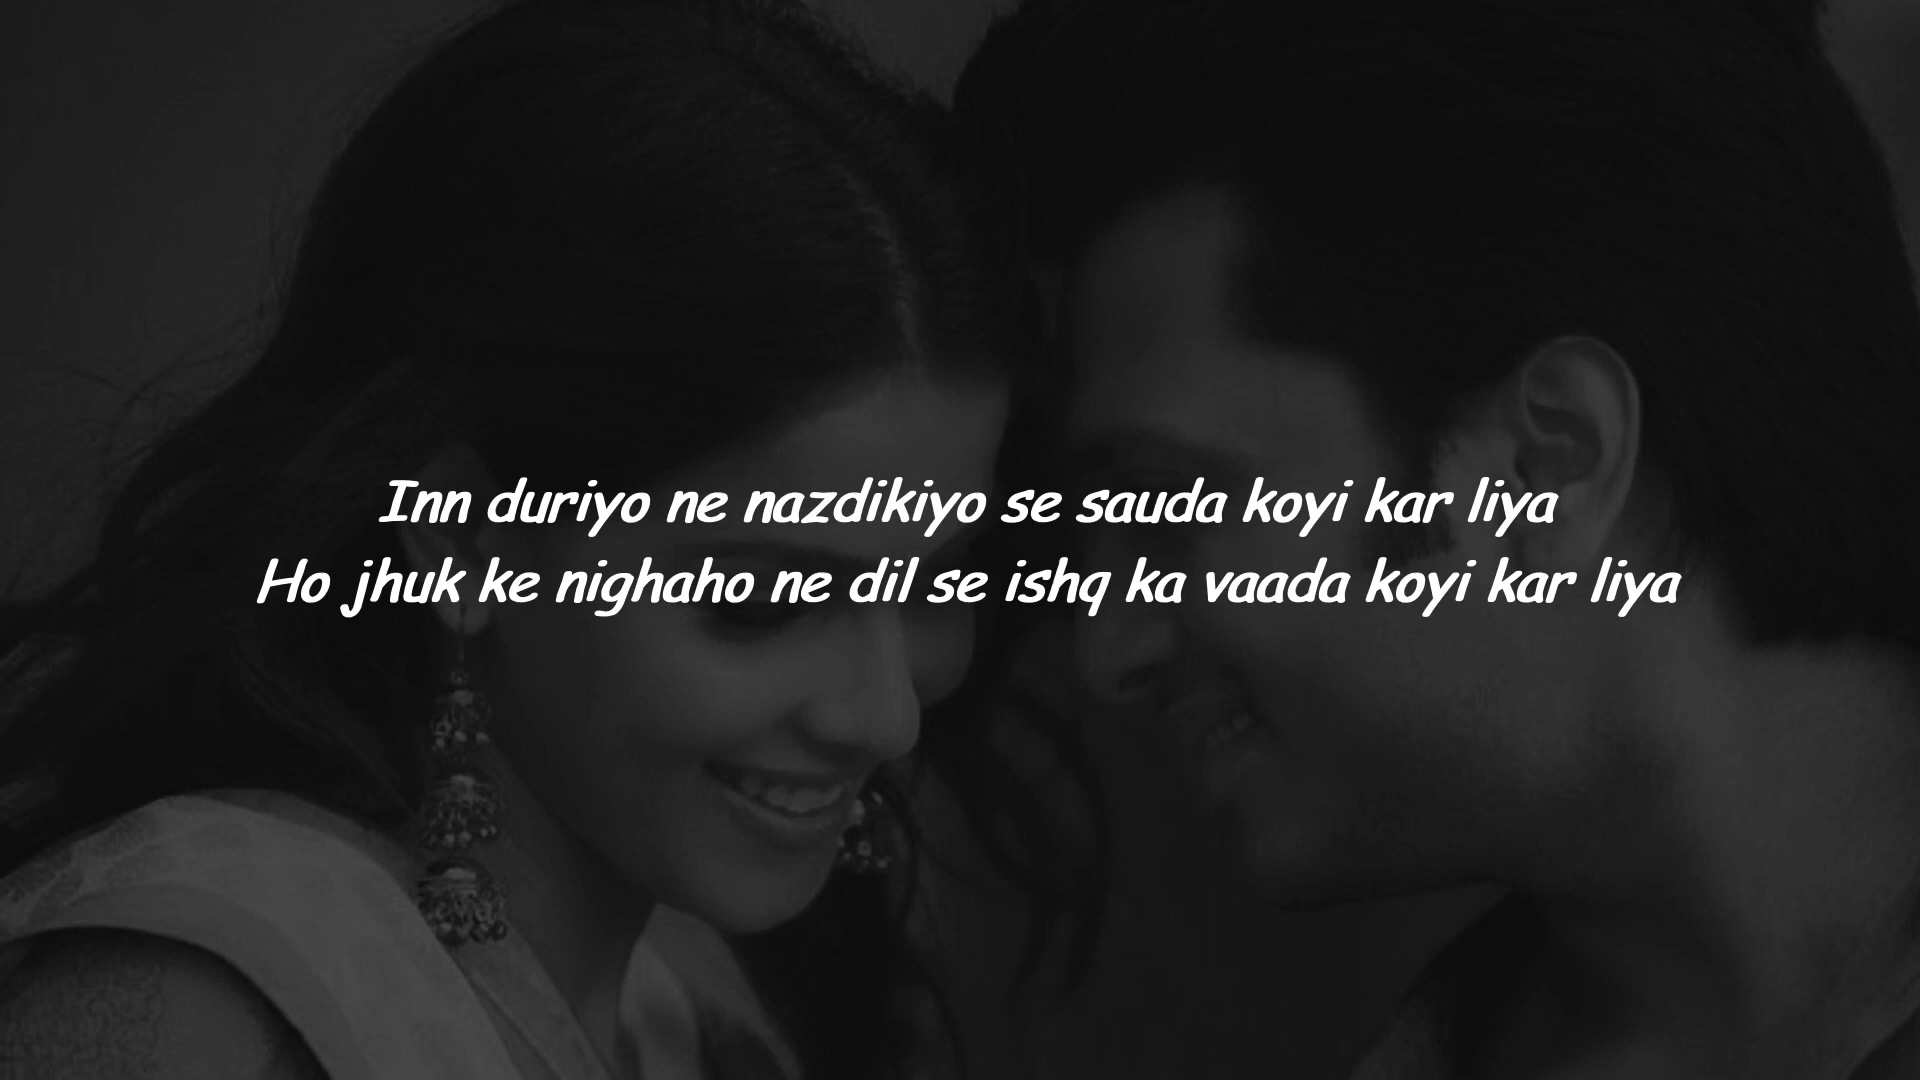 Inn duriyo ne nazdikiyo se sauda koyi kar liya
Ho jhuk ke nighaho ne dil se ishq ka vaada koyi kar liya